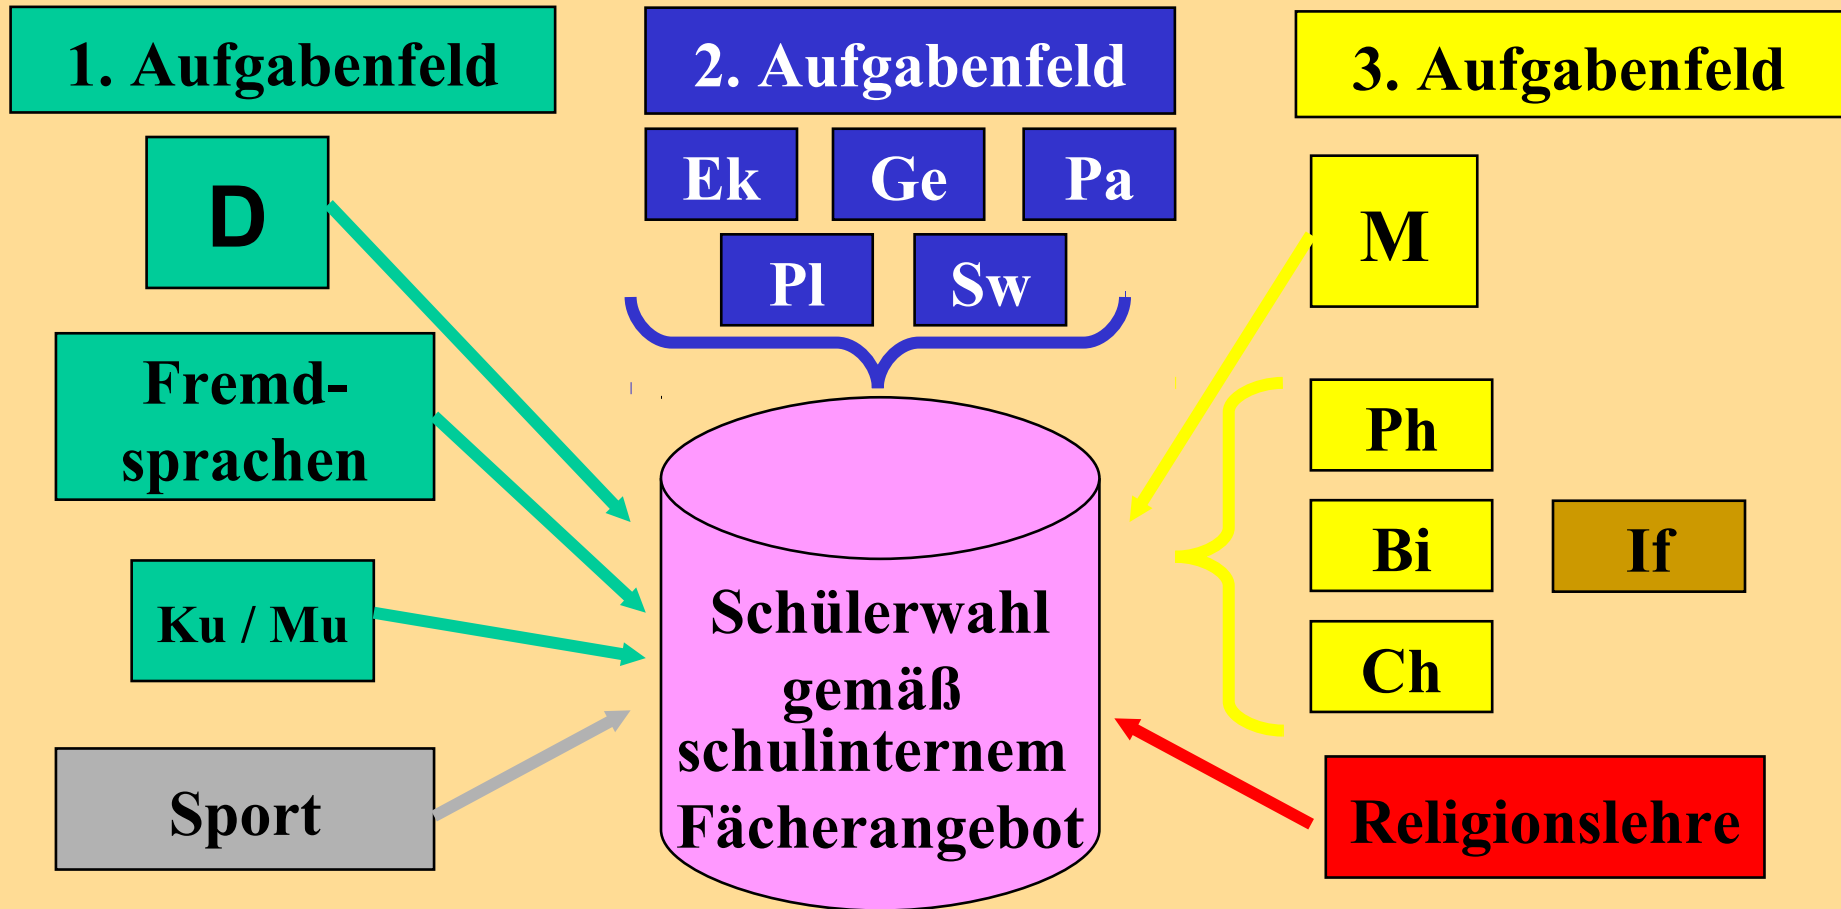 1. Aufgabenfeld
D
Fremd-
sprachen
Ku / Mu
Sport
2. Aufgabenfeld
Ek
Ge
Pa
Pl
Sw
Schülerwahl
gemäß
schulinternem
Fächerangebot
3. Aufgabenfeld
M
Ph
Bi
If
Ch
Religionslehre